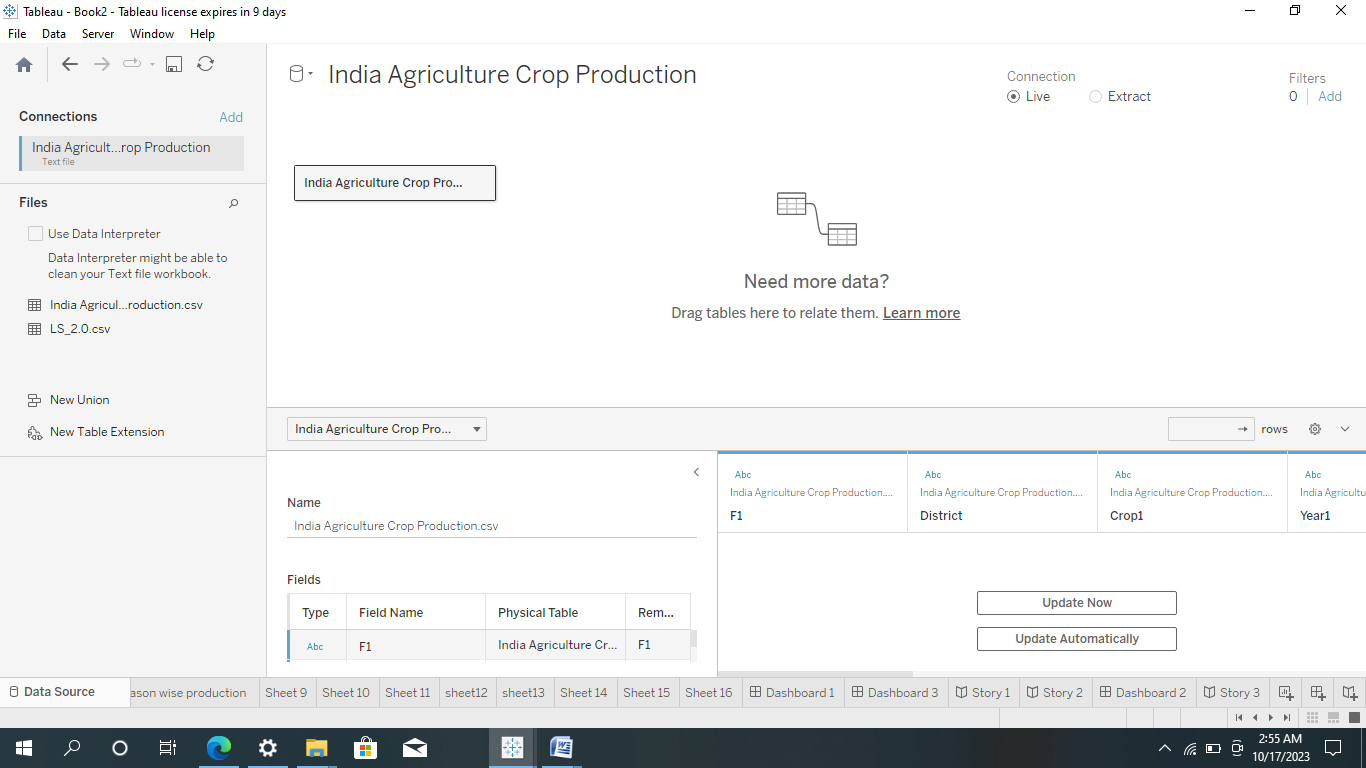 Tableau - Book2 - Tableau license expires in 9 days
File Data Server Window Help
India Agriculture Crop Production
Connection
Live Extract
Filters
0 Add
Connections Add
India Agricult...rop Production
Text file
Files
Use Data Interpreter
Data Interpreter might be able to
clean your Text file workbook.
India Agricul...roduction.csv
LS_2.0.csv
New Union
New Table Extension
India Agriculture Crop Pro...
Need more data?
Drag tables here to relate them. Learn more
India Agriculture Crop Pro...
rows
Name
India Agriculture Crop Production.csv
Fields
Type Field Name Physical Table Rem...
Abc F1 India Agriculture Cr... F1
Abc Abc Abc Abc
India Agriculture Crop Production.... India Agriculture Crop Production.... India Agriculture Crop Production.... India Agricultu
F1 District Crop1 Year1
Update Now
Update Automatically
Data Source ason wise production Sheet 9 Sheet 10 Sheet 11 sheet12 sheet13 Sheet 14 Sheet 15 Sheet 16 Dashboard 1 Dashboard 3 Story 1 Story 2 Dashboard 2 Story 3
2:55 AM
10/17/2023